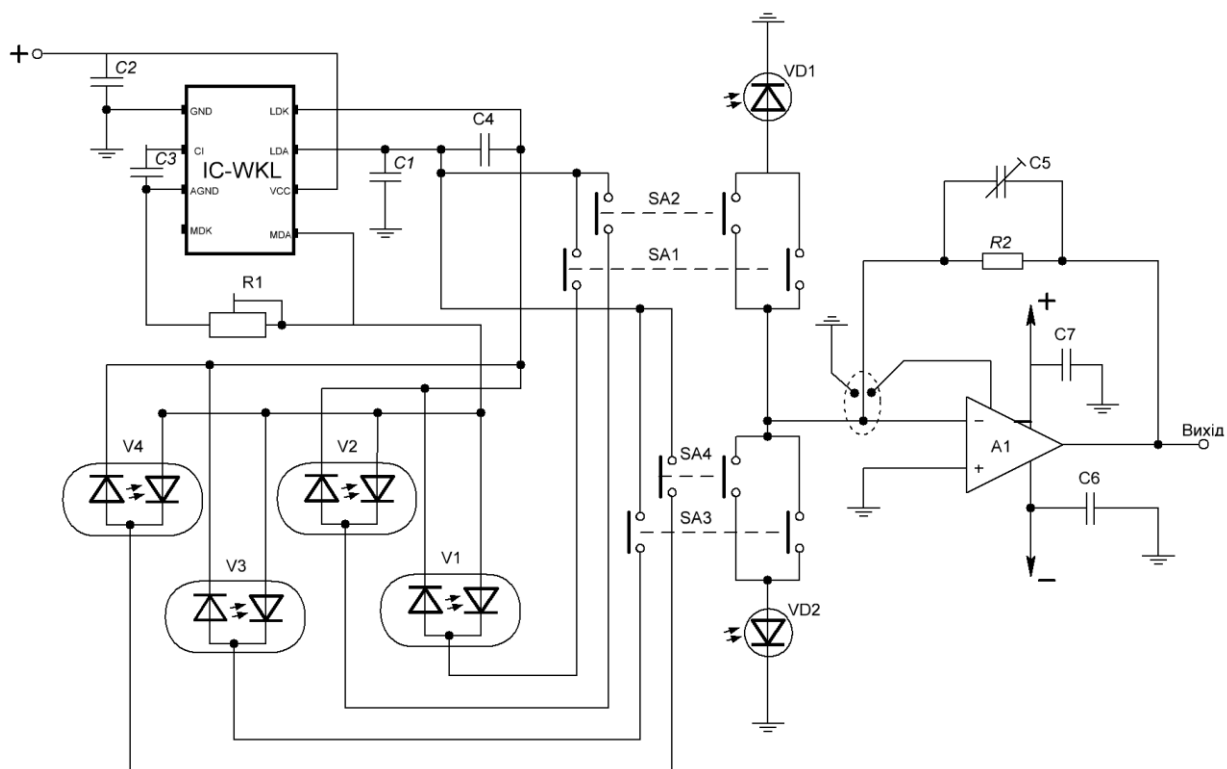 +
C2
GND
LDK
CI
C3
IC-WKL
LDA
C4
C1
AGND
VCC
MDK
MDA
R1
VD1
SA2
SA1
C5
R2
+
C7
−
+
A1
Вихід
C6
−
V4
V2
V3
V1
SA4
SA3
VD2